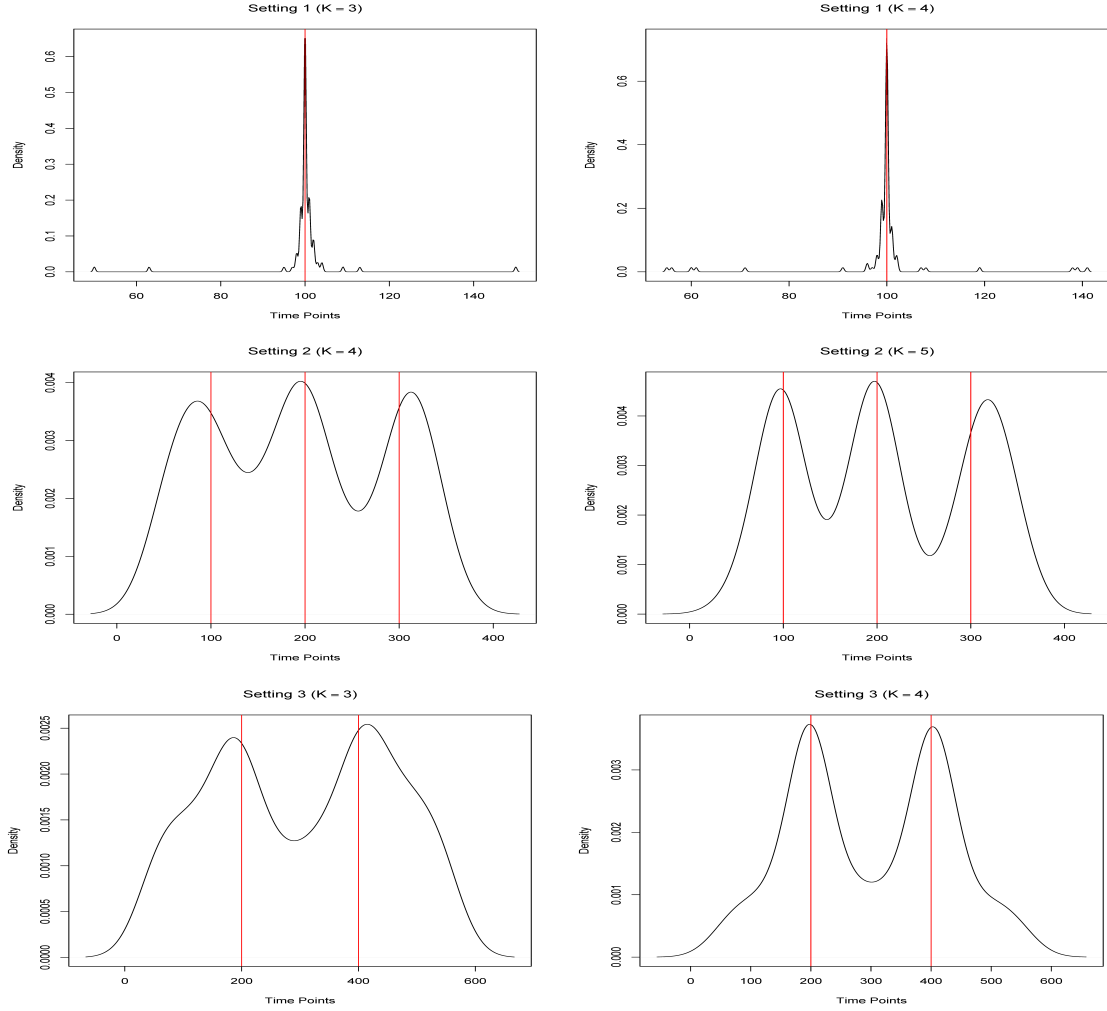 Setting 1 (K = 3)
Density
0.0 0.1 0.2 0.3 0.4 0.5 0.6
60 80 100 120 140
Time Points
Setting 1 (K = 4)
Density
0.0 0.2 0.4 0.6
60 80 100 120 140
Time Points
Setting 2 (K = 4)
Density
0.000 0.001 0.002 0.003 0.004
0 100 200 300 400
Time Points
Setting 2 (K = 5)
Density
0.000 0.001 0.002 0.003 0.004
0 100 200 300 400
Time Points
Setting 3 (K = 3)
Density
0.0000 0.0005 0.0010 0.0015 0.0020 0.0025
0 200 400 600
Time Points
Setting 3 (K = 4)
Density
0.000 0.001 0.002 0.003
0 100 200 300 400 500 600
Time Points